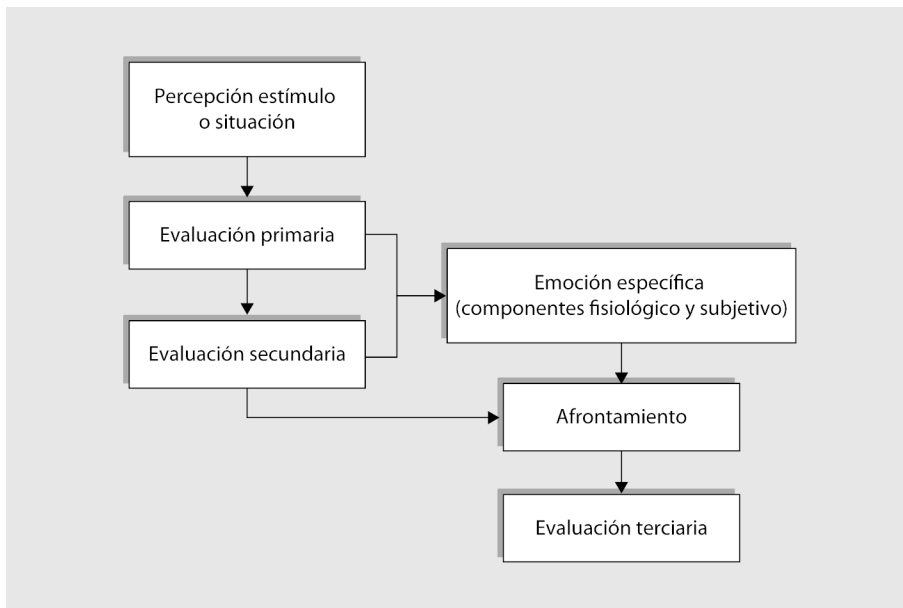 Percepción estímulo
o situación
Evaluación primaria
Evaluación secundaria
Emoción específica
(componentes fisiológico y subjetivo)
Afrontamiento
Evaluación terciaria